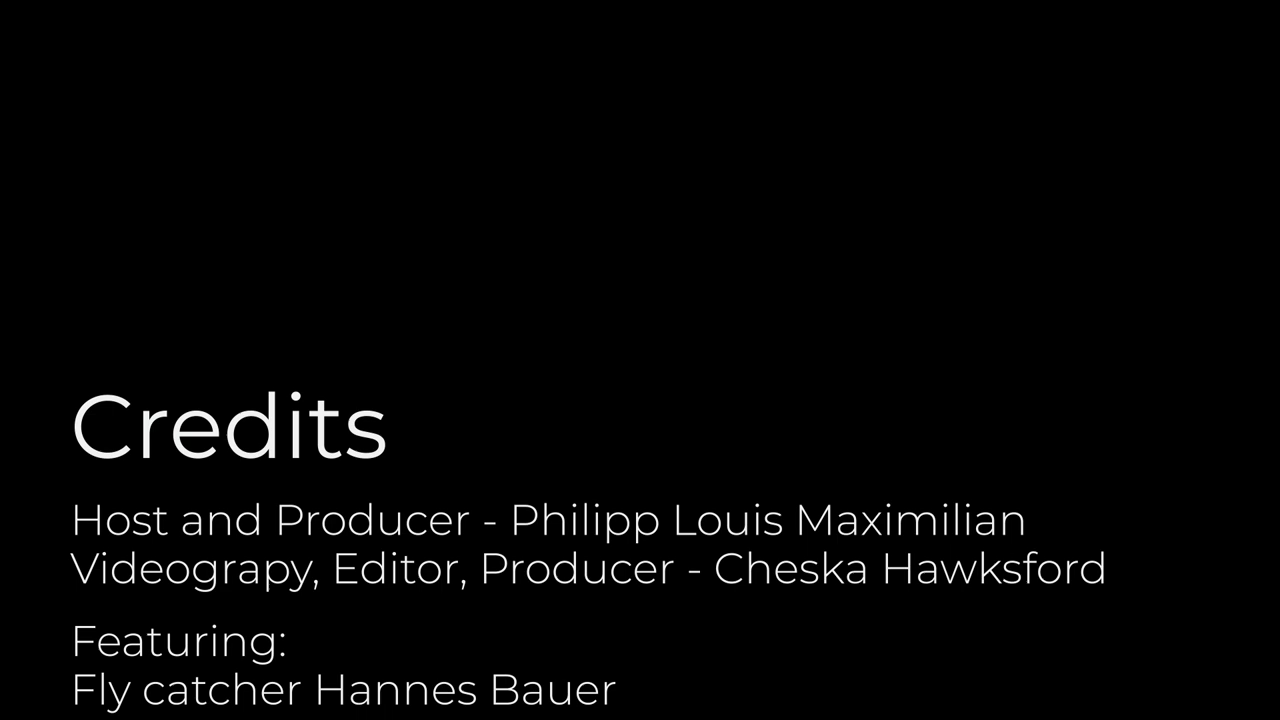 Credits
Host and Producer - Philipp Louis Maximilian
Videograpy, Editor, Producer - Cheska Hawksford
Featuring:
Fly catcher Hannes Bauer